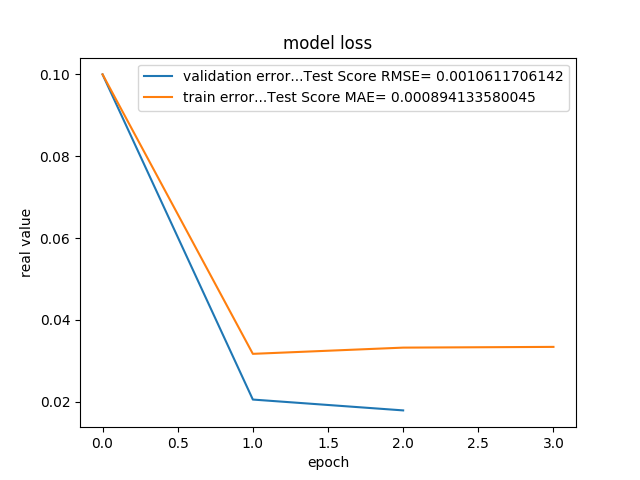 model loss
validation error...Test Score RMSE= 0.0010611706142
train error...Test Score MAE= 0.000894133580045
0.10
0.08
0.06
0.04
0.02
real value
0.0 0.5 1.0 1.5 2.0 2.5 3.0
epoch